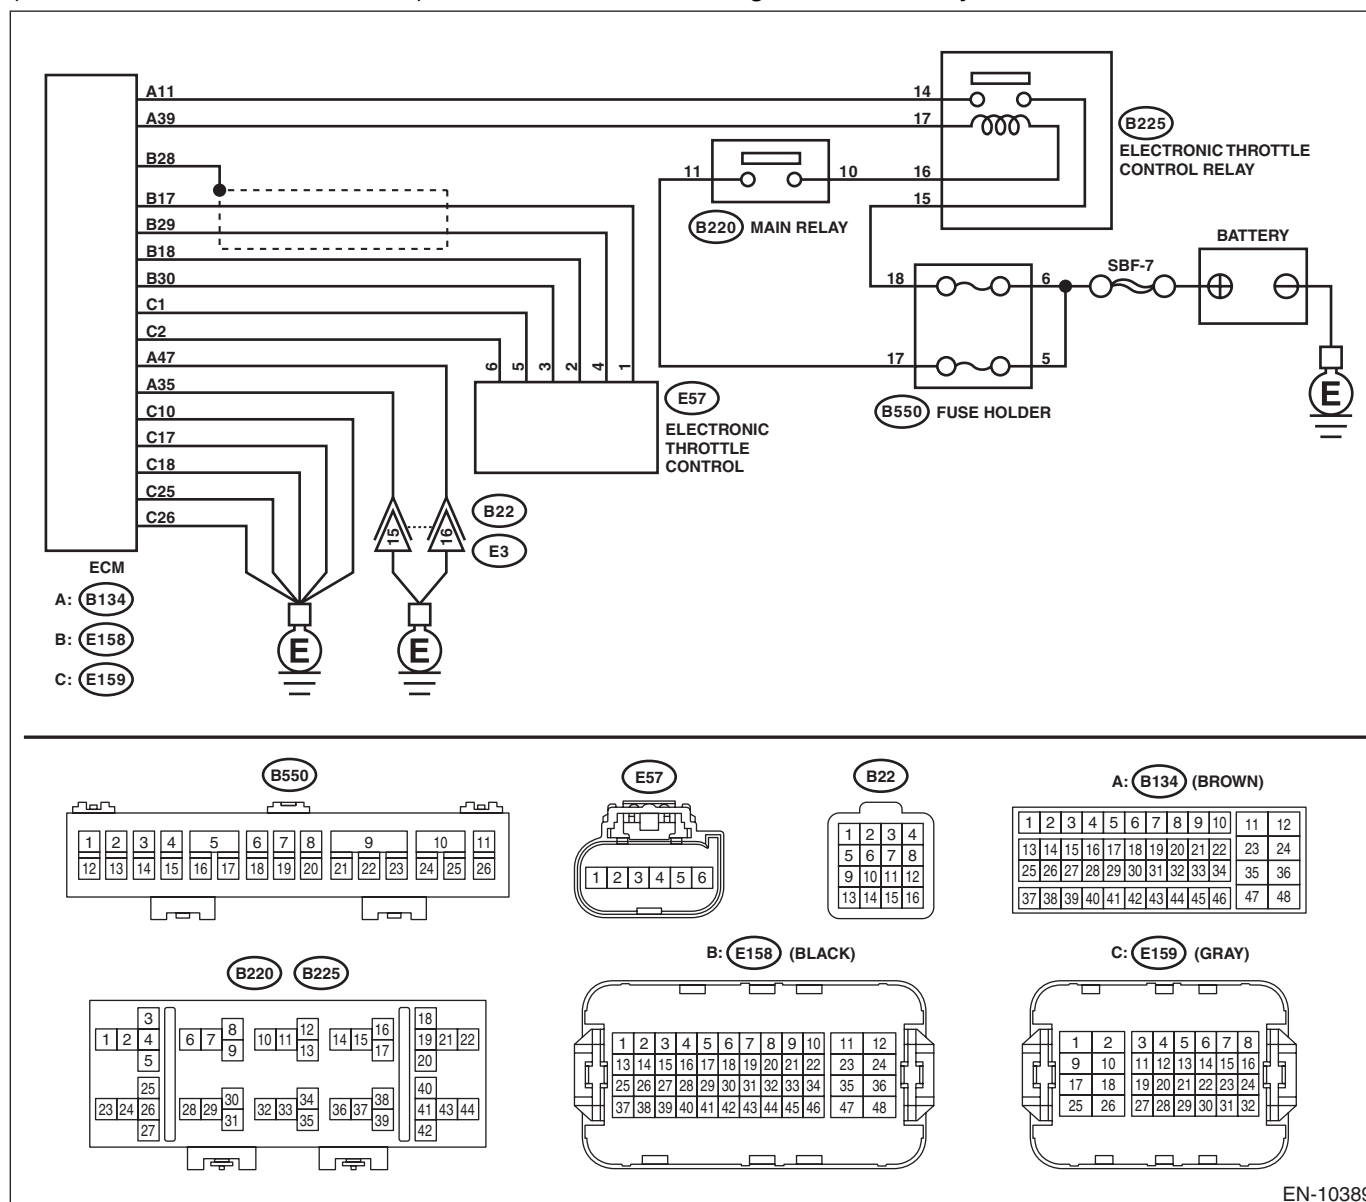 A11
A39
B28
B17
B29
B18
B30
C1
C2
A47
A35
C10
C17
C18
C25
C26
ECM
A: B134
B: E158
C: E159
14
17
16
15
B225
ELECTRONIC THROTTLE
CONTROL RELAY
11
10
B220 MAIN RELAY
BATTERY
SBF-7
18
6
17
5
B550 FUSE HOLDER
E
6 5 3 2 4 1
E57
ELECTRONIC
THROTTLE
CONTROL
15
16
B22
E3
E
E
B550
1 2 3 4 5 6 7 8 9 10 11
12 13 14 15 16 17 18 19 20 21 22 23 24 25 26
E57
1 2 3 4 5 6
B22
1 2 3 4
5 6 7 8
9 10 11 12
13 14 15 16
A: B134 (BROWN)
1 2 3 4 5 6 7 8 9 10 11 12
13 14 15 16 17 18 19 20 21 22 23 24
25 26 27 28 29 30 31 32 33 34 35 36
37 38 39 40 41 42 43 44 45 46 47 48
B220 B225
3 8 12 16 18
1 2 4 6 7 10 11 14 15 19 21 22
5 9 13 17 20
25 30 34 38 40
23 24 26 28 29 32 33 36 37 41 43 44
27 31 35 39 42
B: E158 (BLACK)
1 2 3 4 5 6 7 8 9 10 11 12
13 14 15 16 17 18 19 20 21 22 23 24
25 26 27 28 29 30 31 32 33 34 35 36
37 38 39 40 41 42 43 44 45 46 47 48
C: E159 (GRAY)
1 2 3 4 5 6 7 8
9 10 11 12 13 14 15 16
17 18 19 20 21 22 23 24
25 26 27 28 29 30 31 32
EN-10389